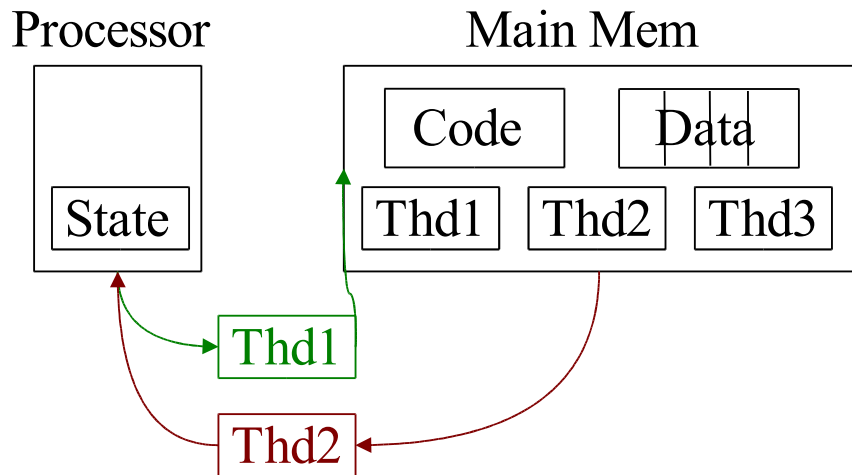 Processor
Main Mem
Code
Data
State
Thd1
Thd2
Thd3
Thd1
Thd2